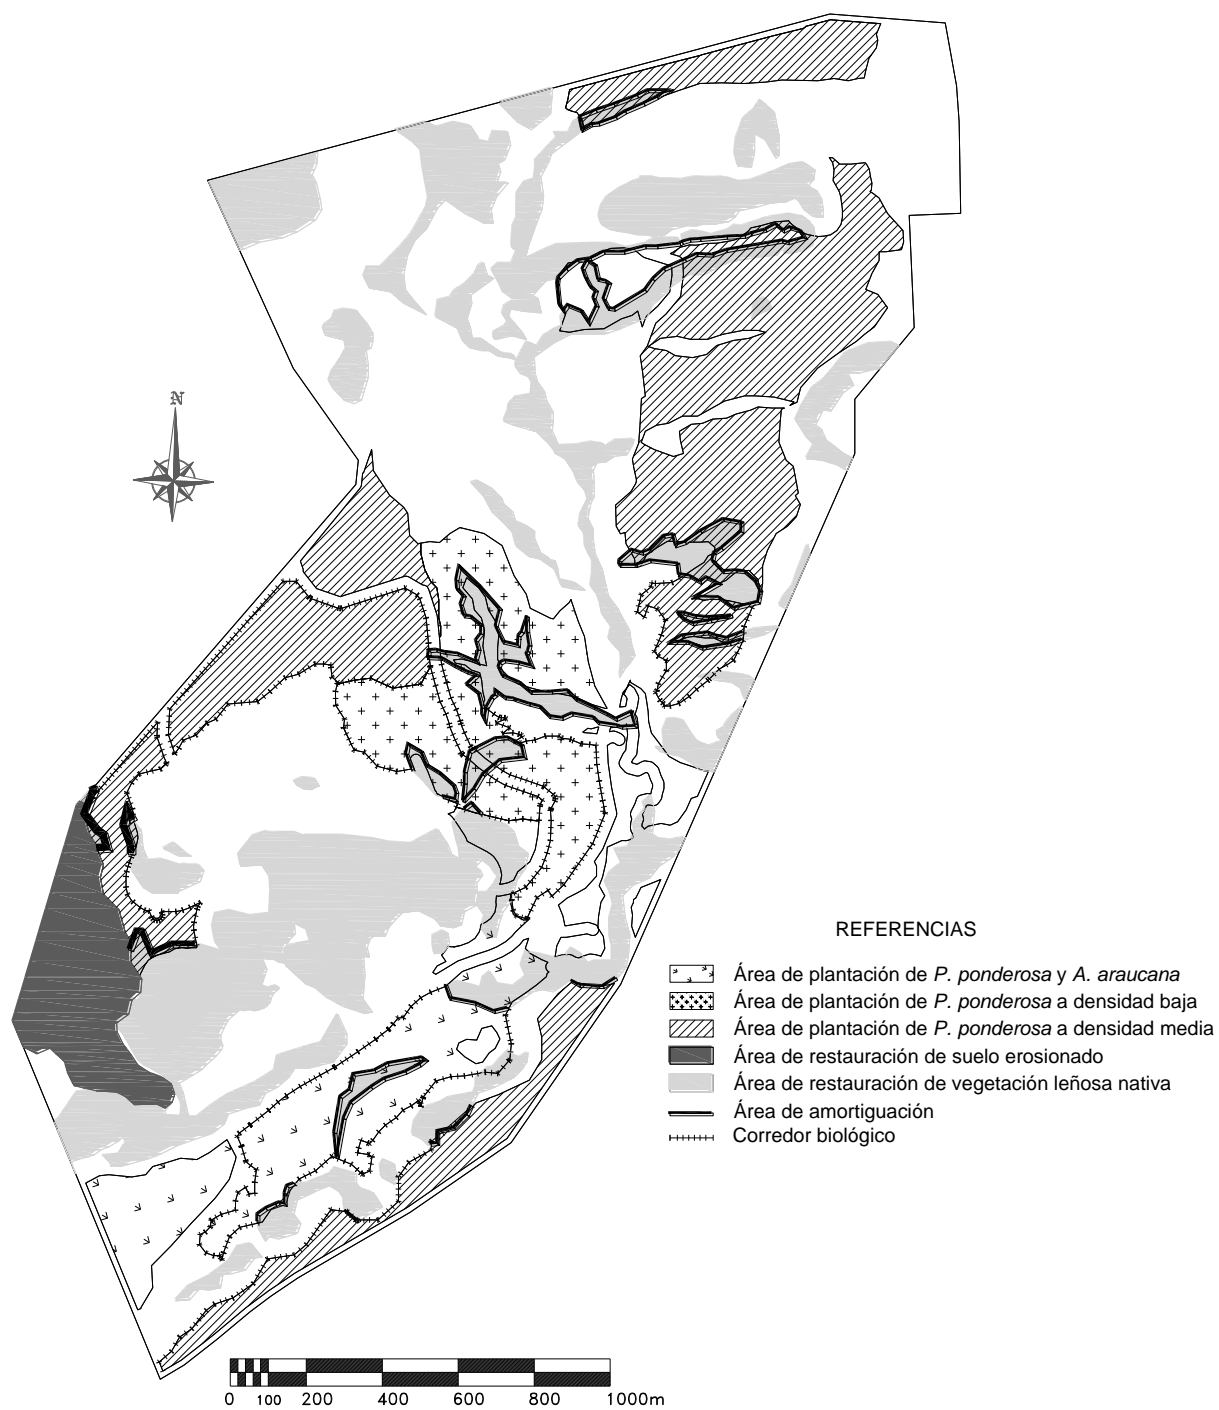 N
REFERENCIAS
Área de plantación de P. ponderosa y A. araucana
Área de plantación de P. ponderosa a densidad baja
Área de plantación de P. ponderosa a densidad media
Área de restauración de suelo erosionado
Área de restauración de vegetación leñosa nativa
Área de amortiguación
Corredor biológico
0 100 200 400 600 800 1000m